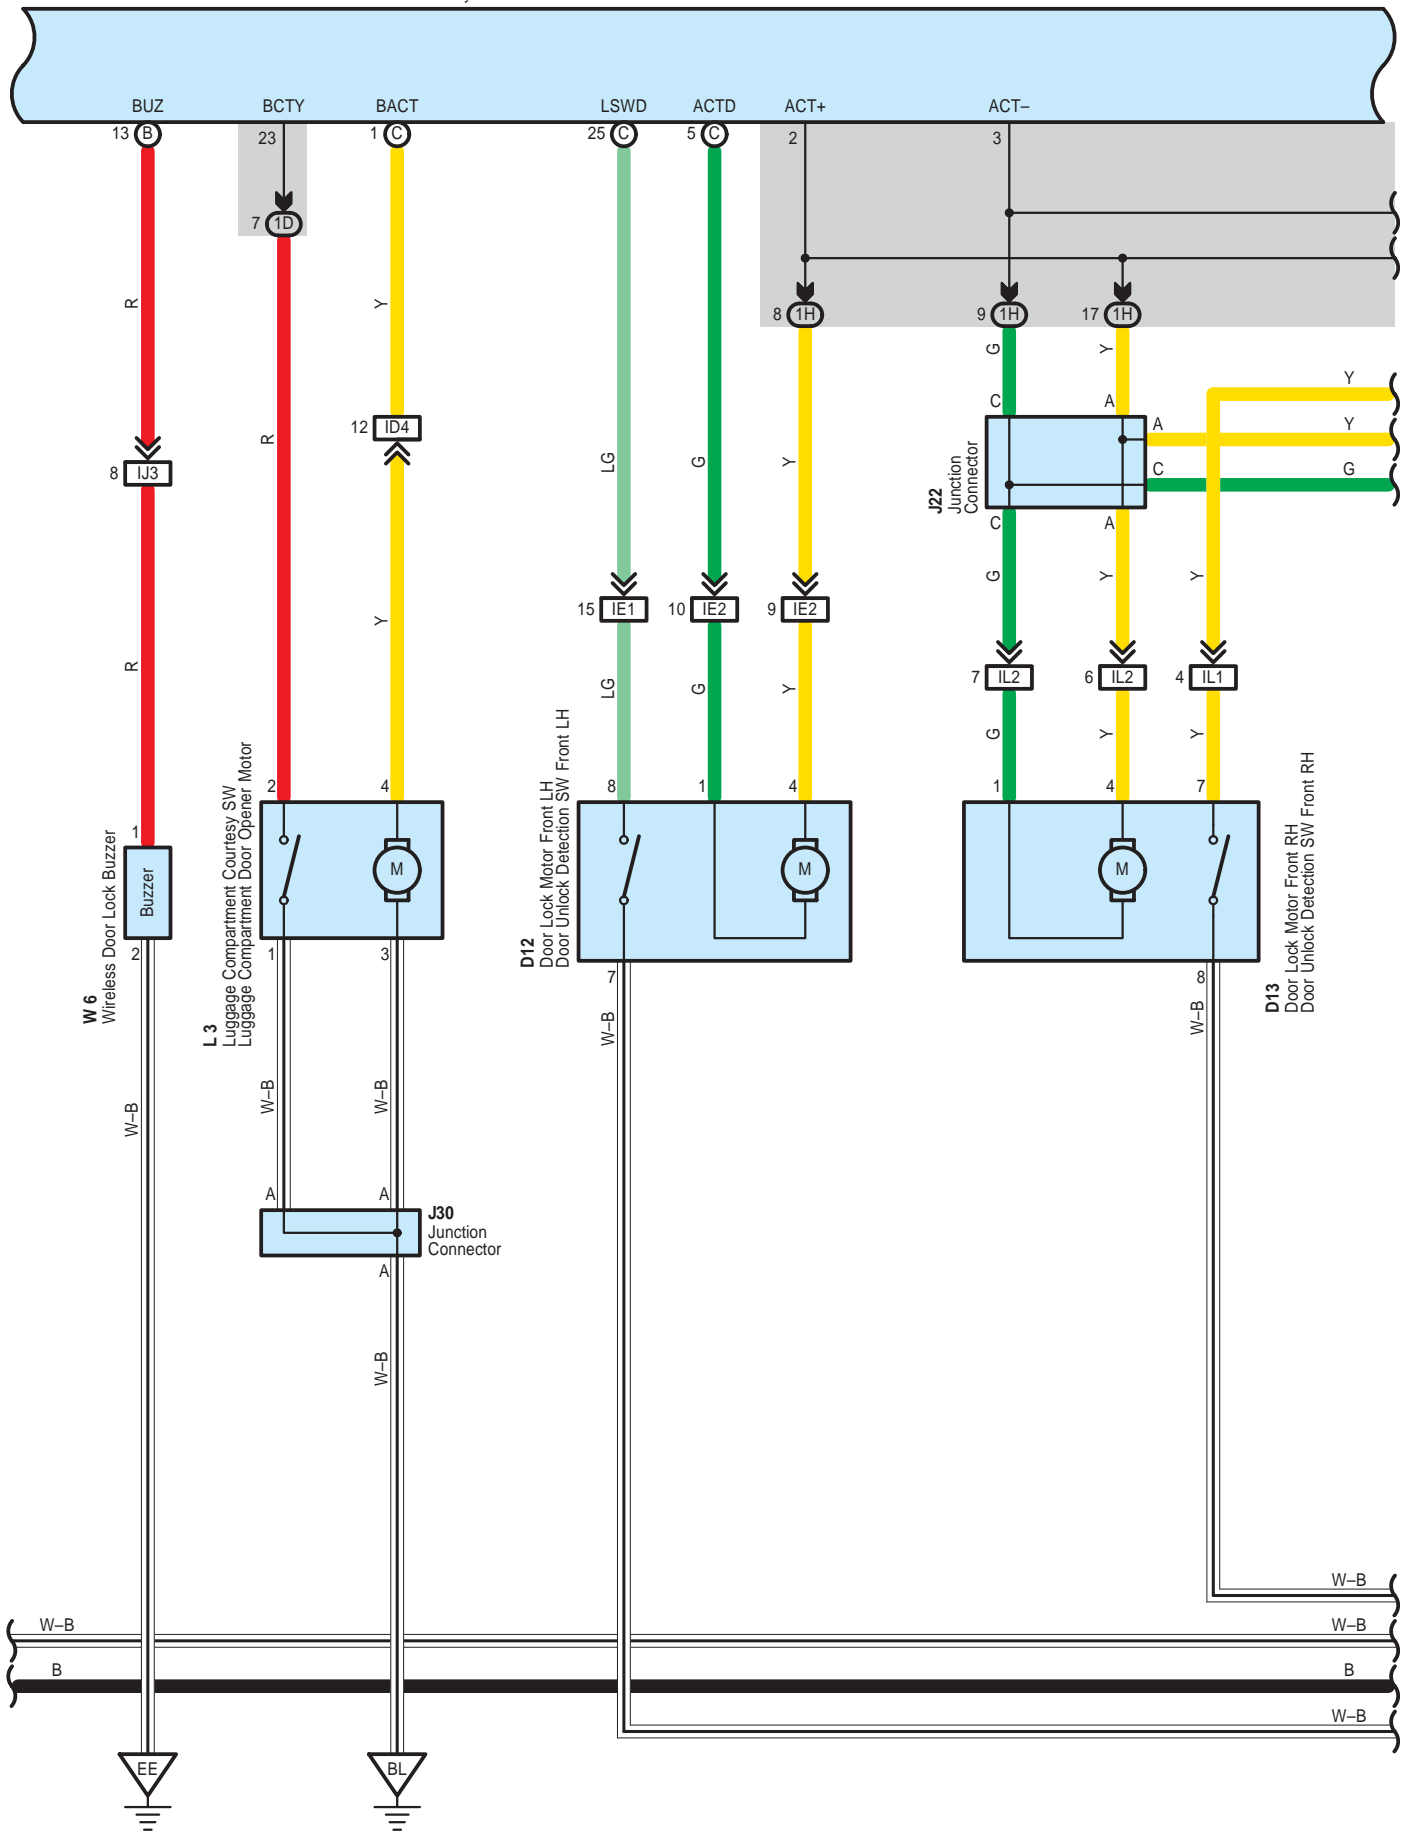 BUZ BCTY BACT LSWD ACTD ACT+ ACT–
13 B 23 1 C 25 C 5 C 2 3
7 1D
8 1H 9 1H 17 1H
R Y G Y
Y
C A
12 ID4 A Y
R LG G Y C G
8 IJ3
J22
Junction
Connector
C A
G Y Y
15 IE1 10 IE2 9 IE2
R Y
7 IL2 6 IL2 4 IL1
LG G Y
G Y Y
2 4 8 1 4 1 4 7
1
Buzzer M M M
2 1 3 7 8
W 6
Wireless Door Lock Buzzer
L 3
Luggage Compartment Courtesy SW
Luggage Compartment Door Opener Motor
D12
Door Lock Motor Front LH
Door Unlock Detection SW Front LH
D13
Door Lock Motor Front RH
Door Unlock Detection SW Front RH
W–B W–B
W–B W–B W–B
A A
J30
Junction
Connector
A
W–B
W–B
W–B W–B
B B
W–B
EE BL